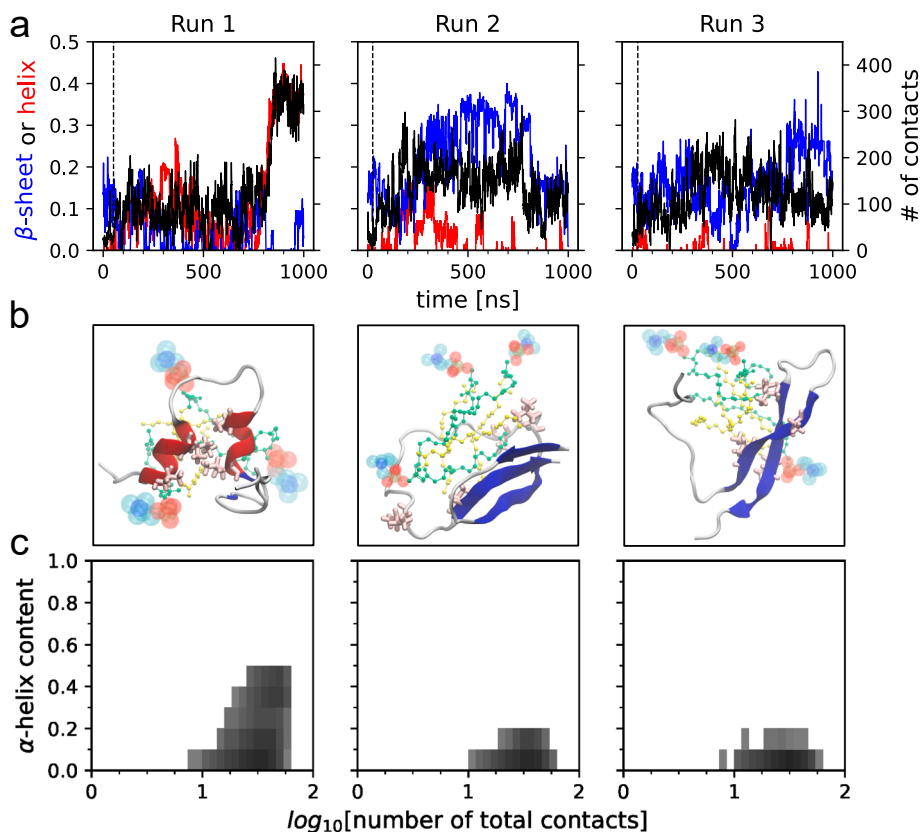 a
Run 1 Run 2 Run 3
0.5
0.4 400
0.3 300
0.2 200
0.1 100
0.0 0
β-sheet or helix
# of contacts
0 500 1000 0 500 1000 0 500 1000
time [ns]
b
c
1.0
0.8
0.6
0.4
0.2
0.0
α-helix content
0 1 2 0 1 2 0 1 2
log10[number of total contacts]